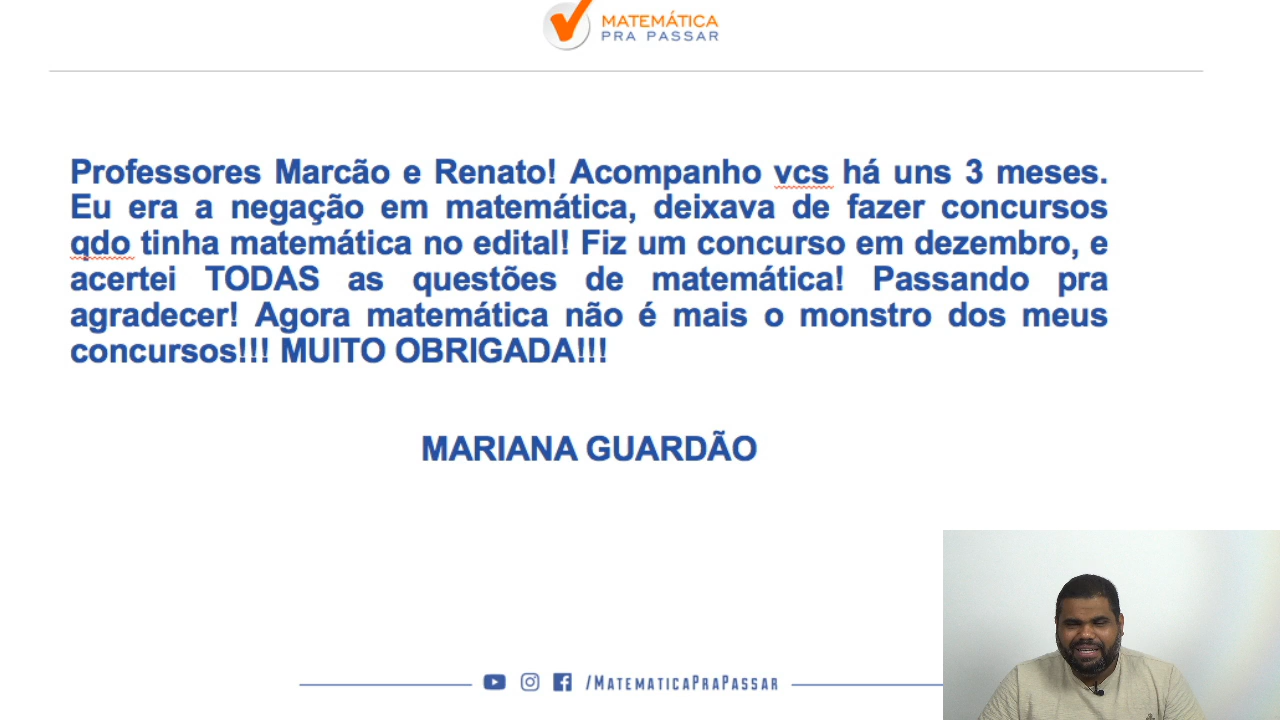 MATEMÁTICA
PRA PASSAR
Professores Marcão e Renato! Acompanho vcs há uns 3 meses.
Eu era a negação em matemática, deixava de fazer concursos
qdo tinha matemática no edital! Fiz um concurso em dezembro, e
acertei TODAS as questões de matemática! Passando pra
agradecer! Agora matemática não é mais o monstro dos meus
concursos!!! MUITO OBRIGADA!!!
MARIANA GUARDÃO
/MATEMATICAPRAPASSAR